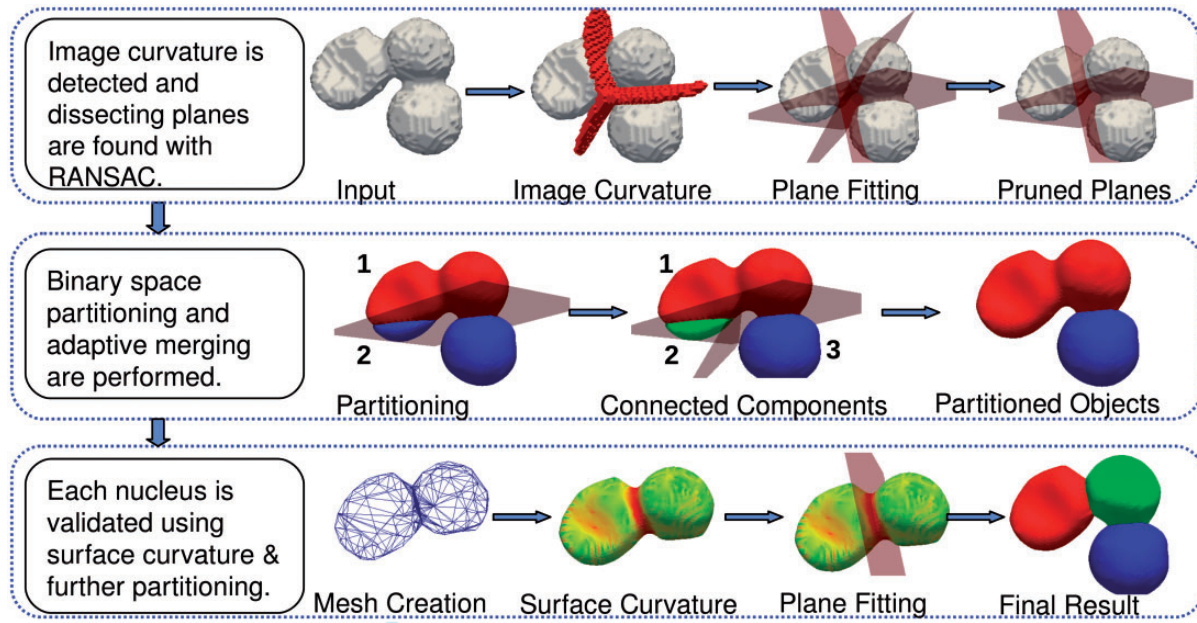 Image curvature is
detected and
dissecting planes
are found with
RANSAC.
Input
Image Curvature
Plane Fitting
Pruned Planes
Binary space
partitioning and
adaptive merging
are performed.
1
2
Partitioning
1
2
3
Connected Components
Partitioned Objects
Each nucleus is
validated using
surface curvature &
further partitioning.
Mesh Creation
Surface Curvature
Plane Fitting
Final Result